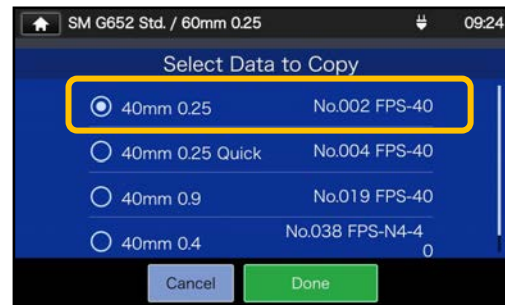 SM G652 Std. / 60mm 0.25 09:24
Select Data to Copy
40mm 0.25 No.002 FPS-40
40mm 0.25 Quick No.004 FPS-40
40mm 0.9 No.019 FPS-40
40mm 0.4 No.038 FPS-N4-4
0
Cancel Done